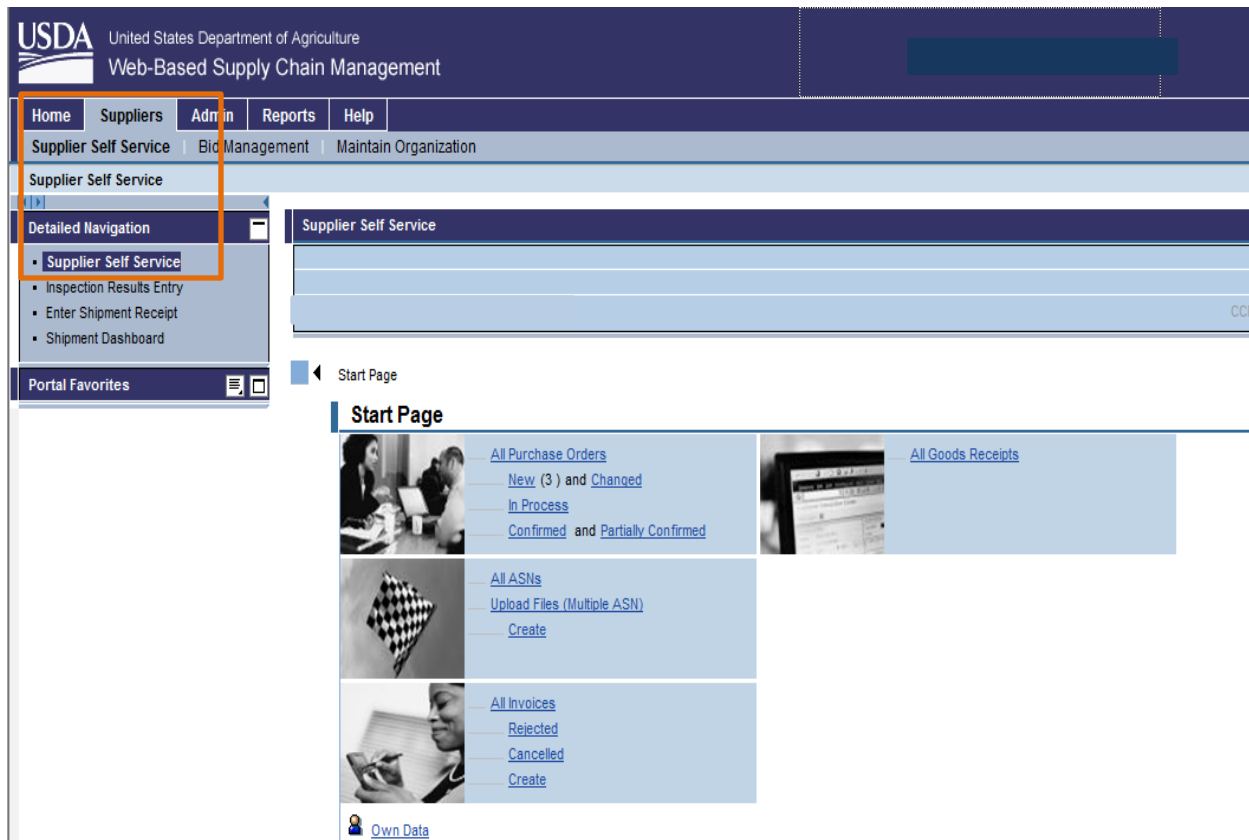 USDA United States Department of Agriculture
Web-Based Supply Chain Management
Home Suppliers Admin Reports Help
Supplier Self Service | Bid Management | Maintain Organization
Supplier Self Service
Detailed Navigation
Supplier Self Service
Inspection Results Entry
Enter Shipment Receipt
Shipment Dashboard
Portal Favorites
Supplier Self Service
Start Page
Start Page
All Purchase Orders
New (3 ) and Changed
In Process
Confirmed and Partially Confirmed
All Goods Receipts
All ASNs
Upload Files (Multiple ASN)
Create
All Invoices
Rejected
Cancelled
Create
Own Data